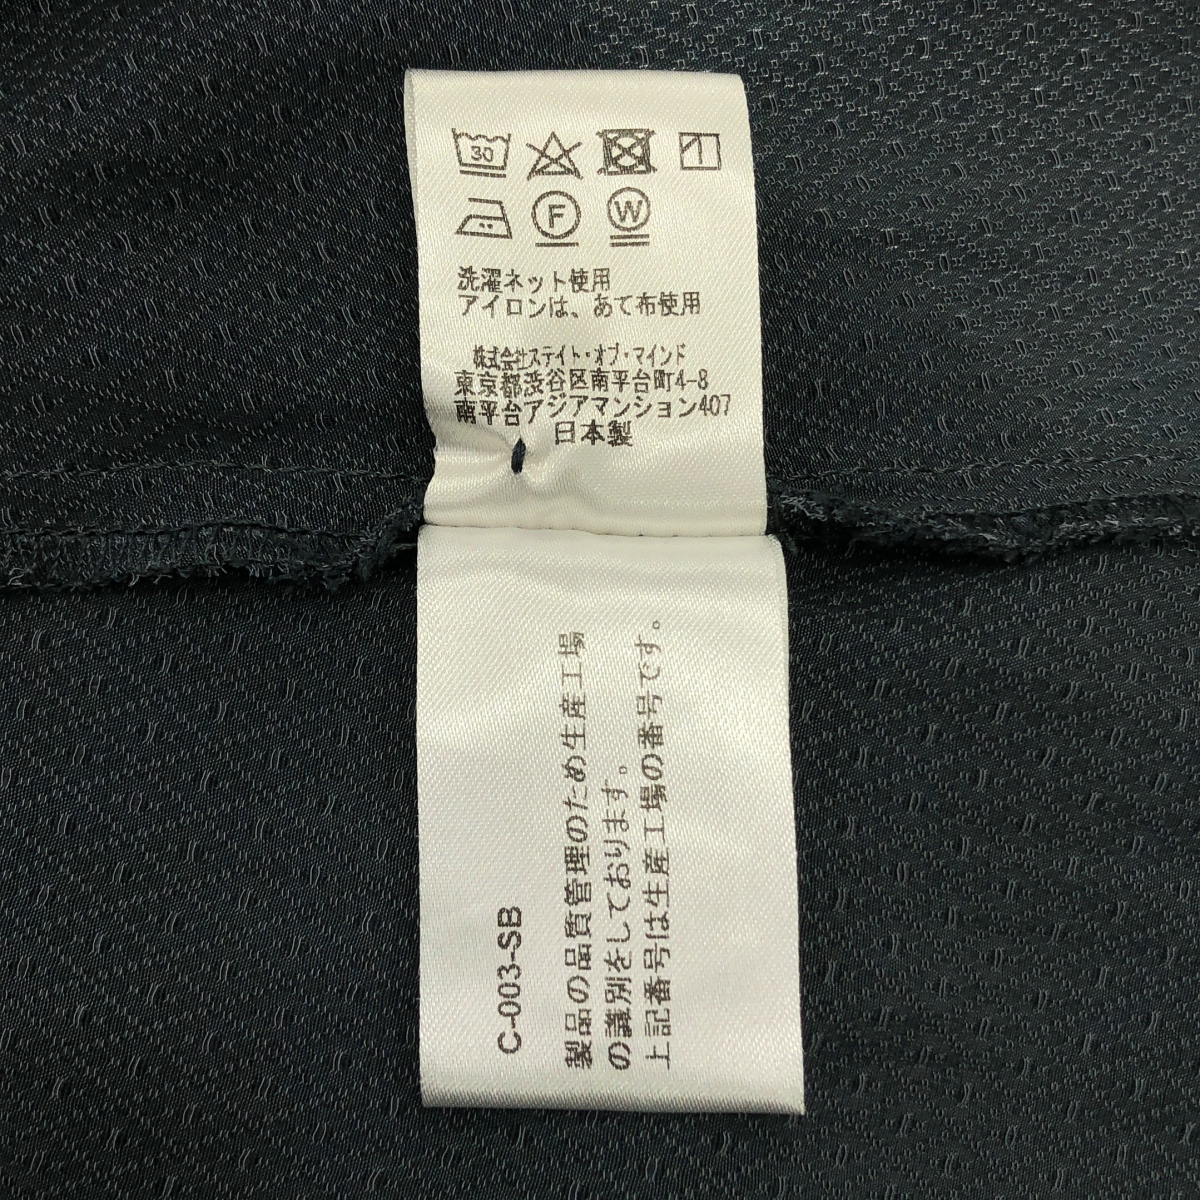 30
F W
洗濯ネット使用
アイロンは、あて布使用
株式会社ステイト・オブ・マインド
東京都渋谷区南平台町4-8
南平台アジアマンション407
日本製
C-003-SB
製品の品質管理のため生産工場
の識別をしております。
上記番号は生産工場の番号です。